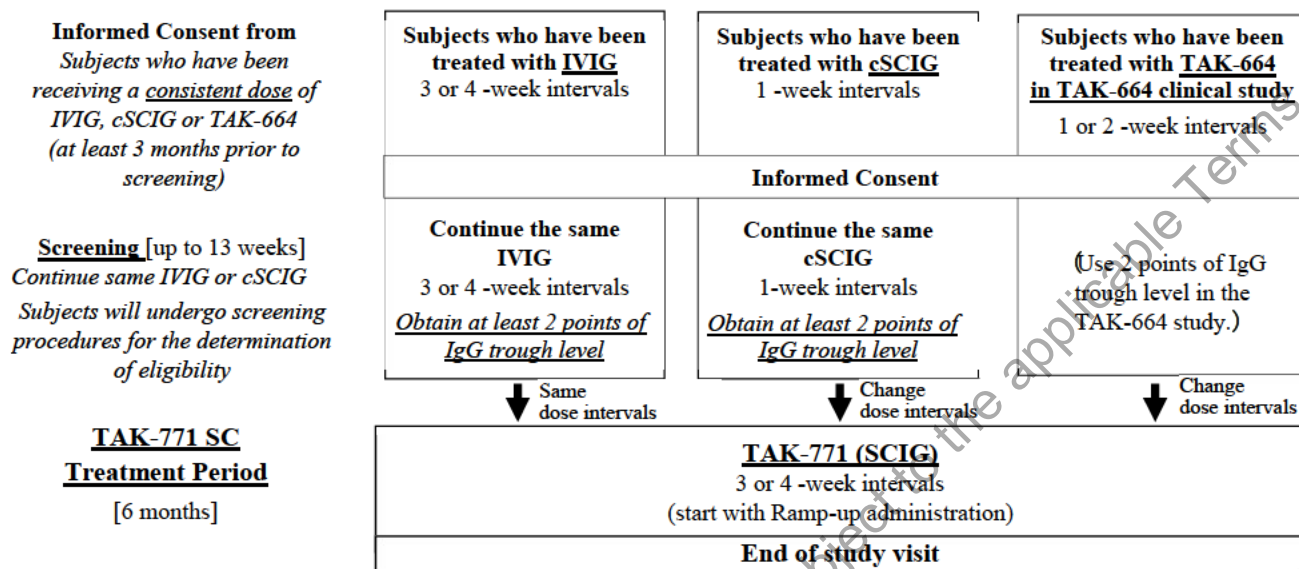 Informed Consent from
Subjects who have been
receiving a consistent dose of
IVIG, cSCIG or TAK-664
(at least 3 months prior to
screening)
Subjects who have been
treated with IVIG
3 or 4 -week intervals
Subjects who have been
treated with cSCIG
1 -week intervals
Subjects who have been
treated with TAK-664
in TAK-664 clinical study
1 or 2 -week intervals
Informed Consent
Screening [up to 13 weeks]
Continue same IVIG or cSCIG
Subjects will undergo screening
procedures for the determination
of eligibility
Continue the same
IVIG
3 or 4 -week intervals
Obtain at least 2 points of
IgG trough level
Continue the same
cSCIG
1-week intervals
Obtain at least 2 points of
IgG trough level
(Use 2 points of IgG
trough level in the
TAK-664 study.)
Same
dose intervals
Change
dose intervals
Change
dose intervals
TAK-771 SC
Treatment Period
[6 months]
TAK-771 (SCIG)
3 or 4 -week intervals
(start with Ramp-up administration)
End of study visit
bject to the applicable Terms